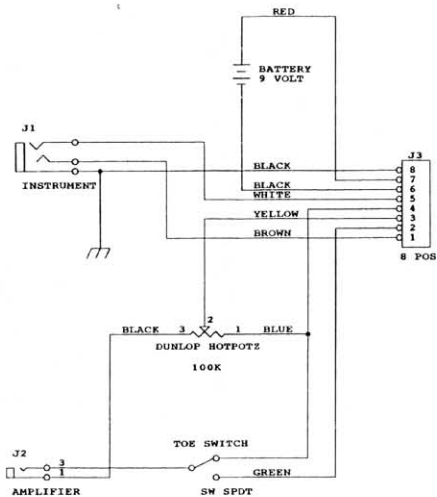 RED
BATTERY
9 VOLT
J1
J3
BLACK
8
7
BLACK
6
INSTRUMENT
WHITE
5
4
YELLOW
3
2
BROWN
1
8 POS
2
BLACK
3
1
BLUE
DUNLOP HOTPOTZ
100K
TOE SWITCH
J2
3
1
GREEN
AMPLIFIER
SW SPDT